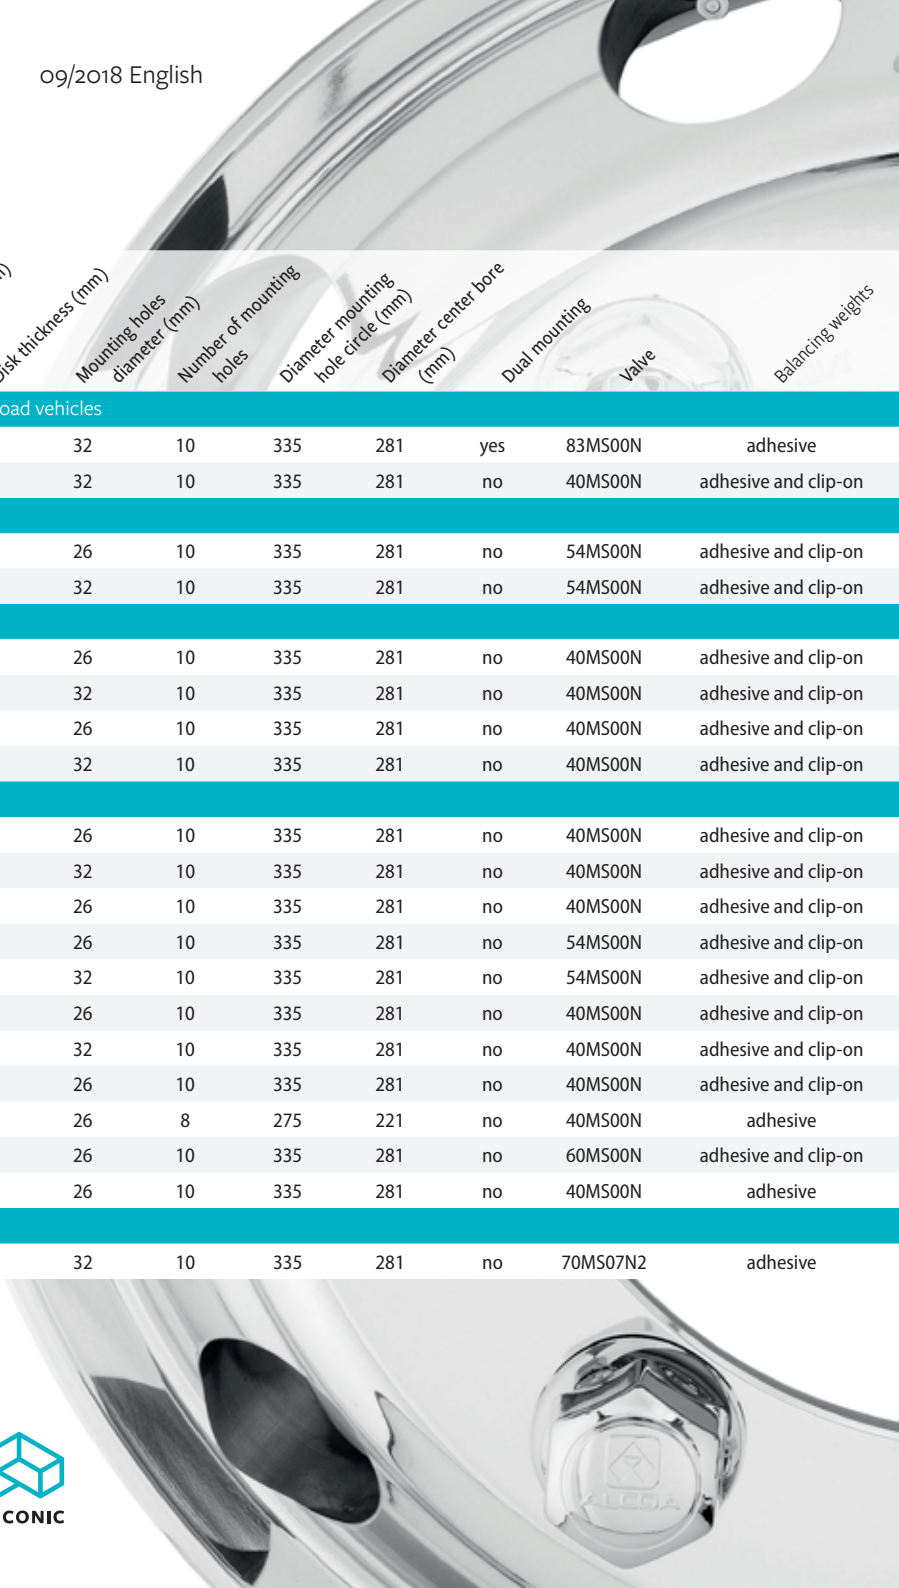 09/2018 English
Disk thickness (mm)
Mounting holes
diameter (mm)
Number of mounting
holes
Diameter mounting
hole circle (mm)
Diameter center bore
(mm)
Dual mounting
Valve
Balancing weights
oad vehicles
32 10 335 281 yes 83MS00N adhesive
32 10 335 281 no 40MS00N adhesive and clip-on
26 10 335 281 no 54MS00N adhesive and clip-on
32 10 335 281 no 54MS00N adhesive and clip-on
26 10 335 281 no 40MS00N adhesive and clip-on
32 10 335 281 no 40MS00N adhesive and clip-on
26 10 335 281 no 40MS00N adhesive and clip-on
32 10 335 281 no 40MS00N adhesive and clip-on
26 10 335 281 no 40MS00N adhesive and clip-on
32 10 335 281 no 40MS00N adhesive and clip-on
26 10 335 281 no 40MS00N adhesive and clip-on
26 10 335 281 no 54MS00N adhesive and clip-on
32 10 335 281 no 54MS00N adhesive and clip-on
26 10 335 281 no 40MS00N adhesive and clip-on
32 10 335 281 no 40MS00N adhesive and clip-on
26 10 335 281 no 40MS00N adhesive and clip-on
26 8 275 221 no 40MS00N adhesive
26 10 335 281 no 60MS00N adhesive and clip-on
26 10 335 281 no 40MS00N adhesive
32 10 335 281 no 70MS07N2 adhesive
ALCOA
CONIC